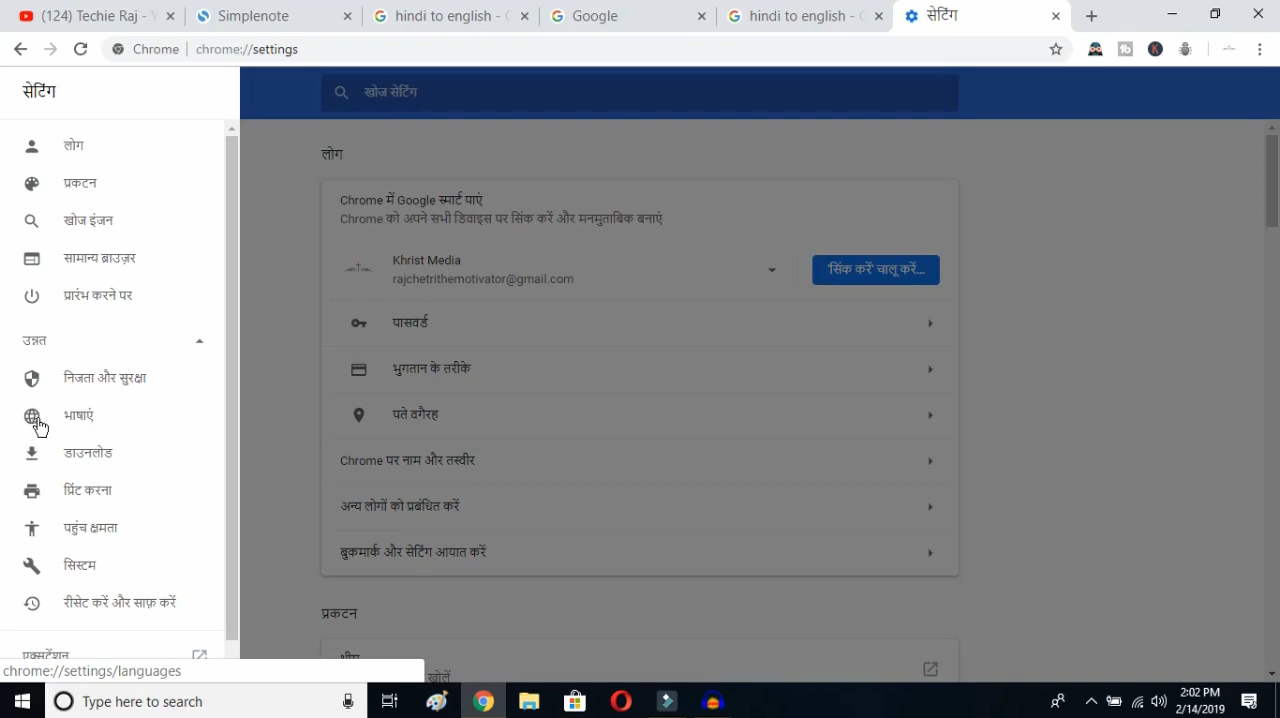 (124) Techie Raj - Y
Simplenote
hindi to english - G
Google
hindi to english - G
सेटिंग
Chrome
chrome://settings
सेटिंग
खोज सेटिंग
लोग
प्रकटन
खोज इंजन
सामान्य ब्राउज़र
प्रारंभ करने पर
उन्नत
निजता और सुरक्षा
भाषाएं
डाउनलोड
प्रिंट करना
पहुंच क्षमता
सिस्टम
रीसेट करें और साफ़ करें
एक्सटेंशन
chrome://settings/languages
लोग
Chrome में Google स्मार्ट पाएं
Chrome को अपने सभी डिवाइस पर सिंक करें और मनमुताबिक बनाएं
Khrist Media
rajchetrithemotivator@gmail.com
'सिंक करें' चालू करें...
पासवर्ड
भुगतान के तरीके
पते वगैरह
Chrome पर नाम और तस्वीर
अन्य लोगों को प्रबंधित करें
बुकमार्क और सेटिंग आयात करें
प्रकटन
थीम
खोलें
Type here to search
2:02 PM
2/14/2019